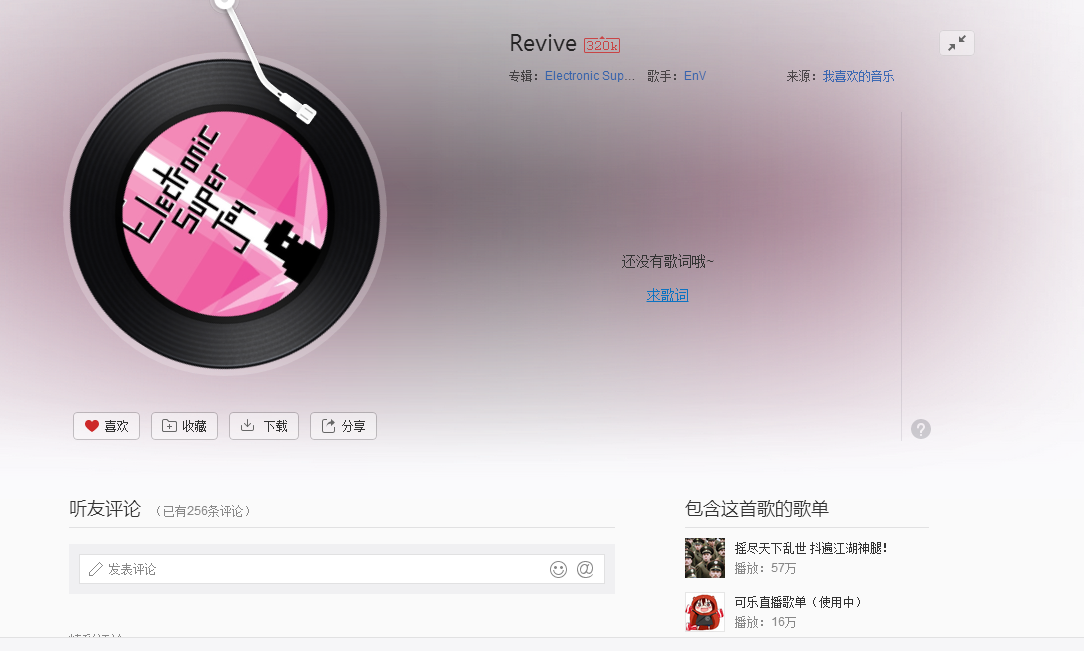 Revive 320k
专辑：Electronic Sup... 歌手：EnV 来源：我喜欢的音乐
Electronic
Super
Joy
还没有歌词哦~
求歌词
喜欢 收藏 下载 分享
?
听友评论 （已有256条评论）
发表评论 @
包含这首歌的歌单
摇尽天下乱世 抖遍江湖神腿!
播放：57万
可乐直播歌单（使用中）
播放：16万